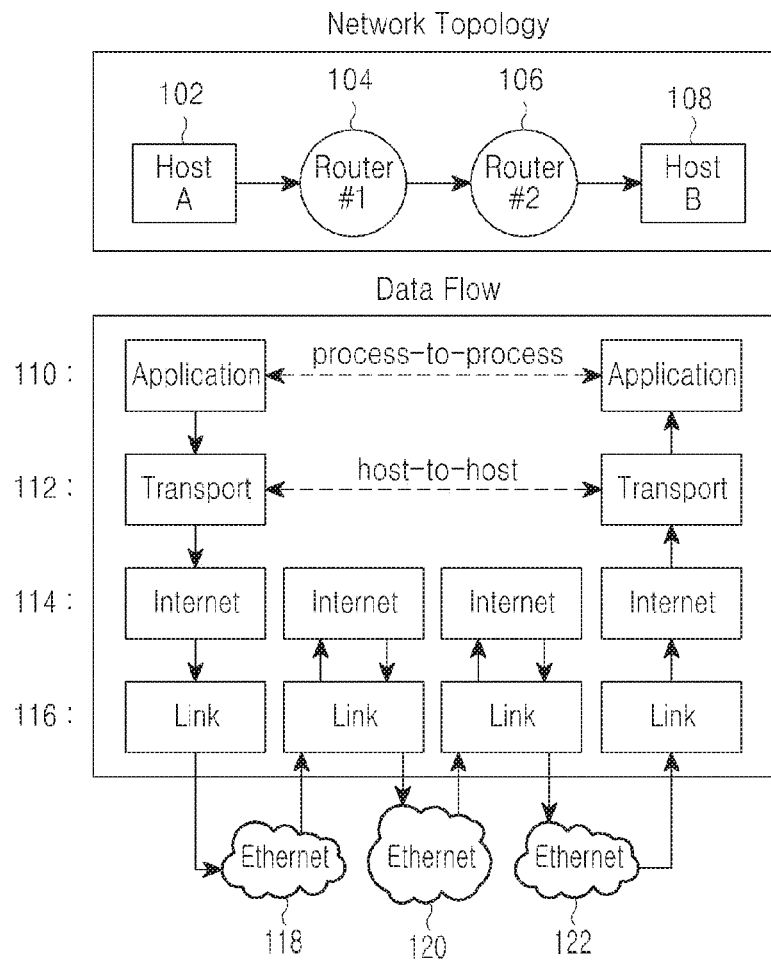 Network Topology
102
104
106
108
Host
A
Router
#1
Router
#2
Host
B
Data Flow
110 :
Application
process-to-process
Application
112 :
Transport
host-to-host
Transport
114 :
Internet
Internet
Internet
Internet
116 :
Link
Link
Link
Link
Ethernet
Ethernet
Ethernet
118
120
122